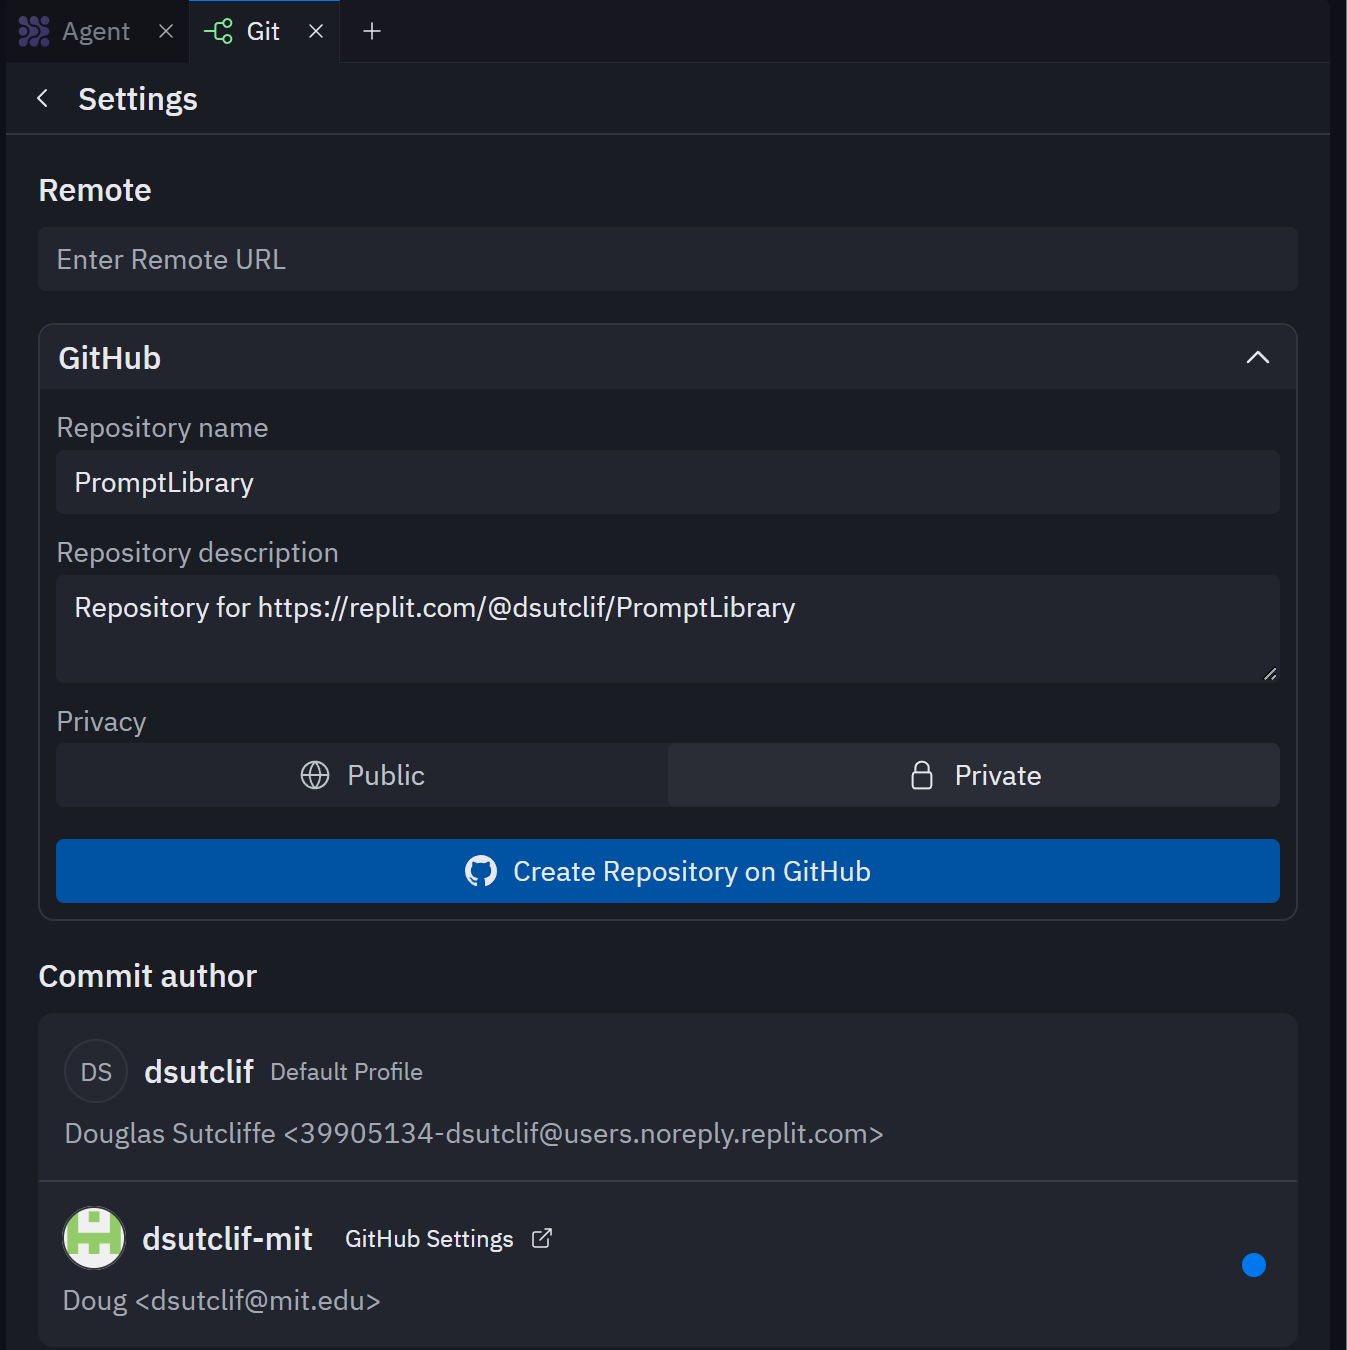 Agent
Git
Settings
Remote
Enter Remote URL
GitHub
Repository name
PromptLibrary
Repository description
Repository for https://replit.com/@dsutclif/PromptLibrary
Privacy
Public
Private
Create Repository on GitHub
Commit author
DS dsutclif Default Profile
Douglas Sutcliffe <39905134-dsutclif@users.noreply.replit.com>
dsutclif-mit GitHub Settings
Doug <dsutclif@mit.edu>